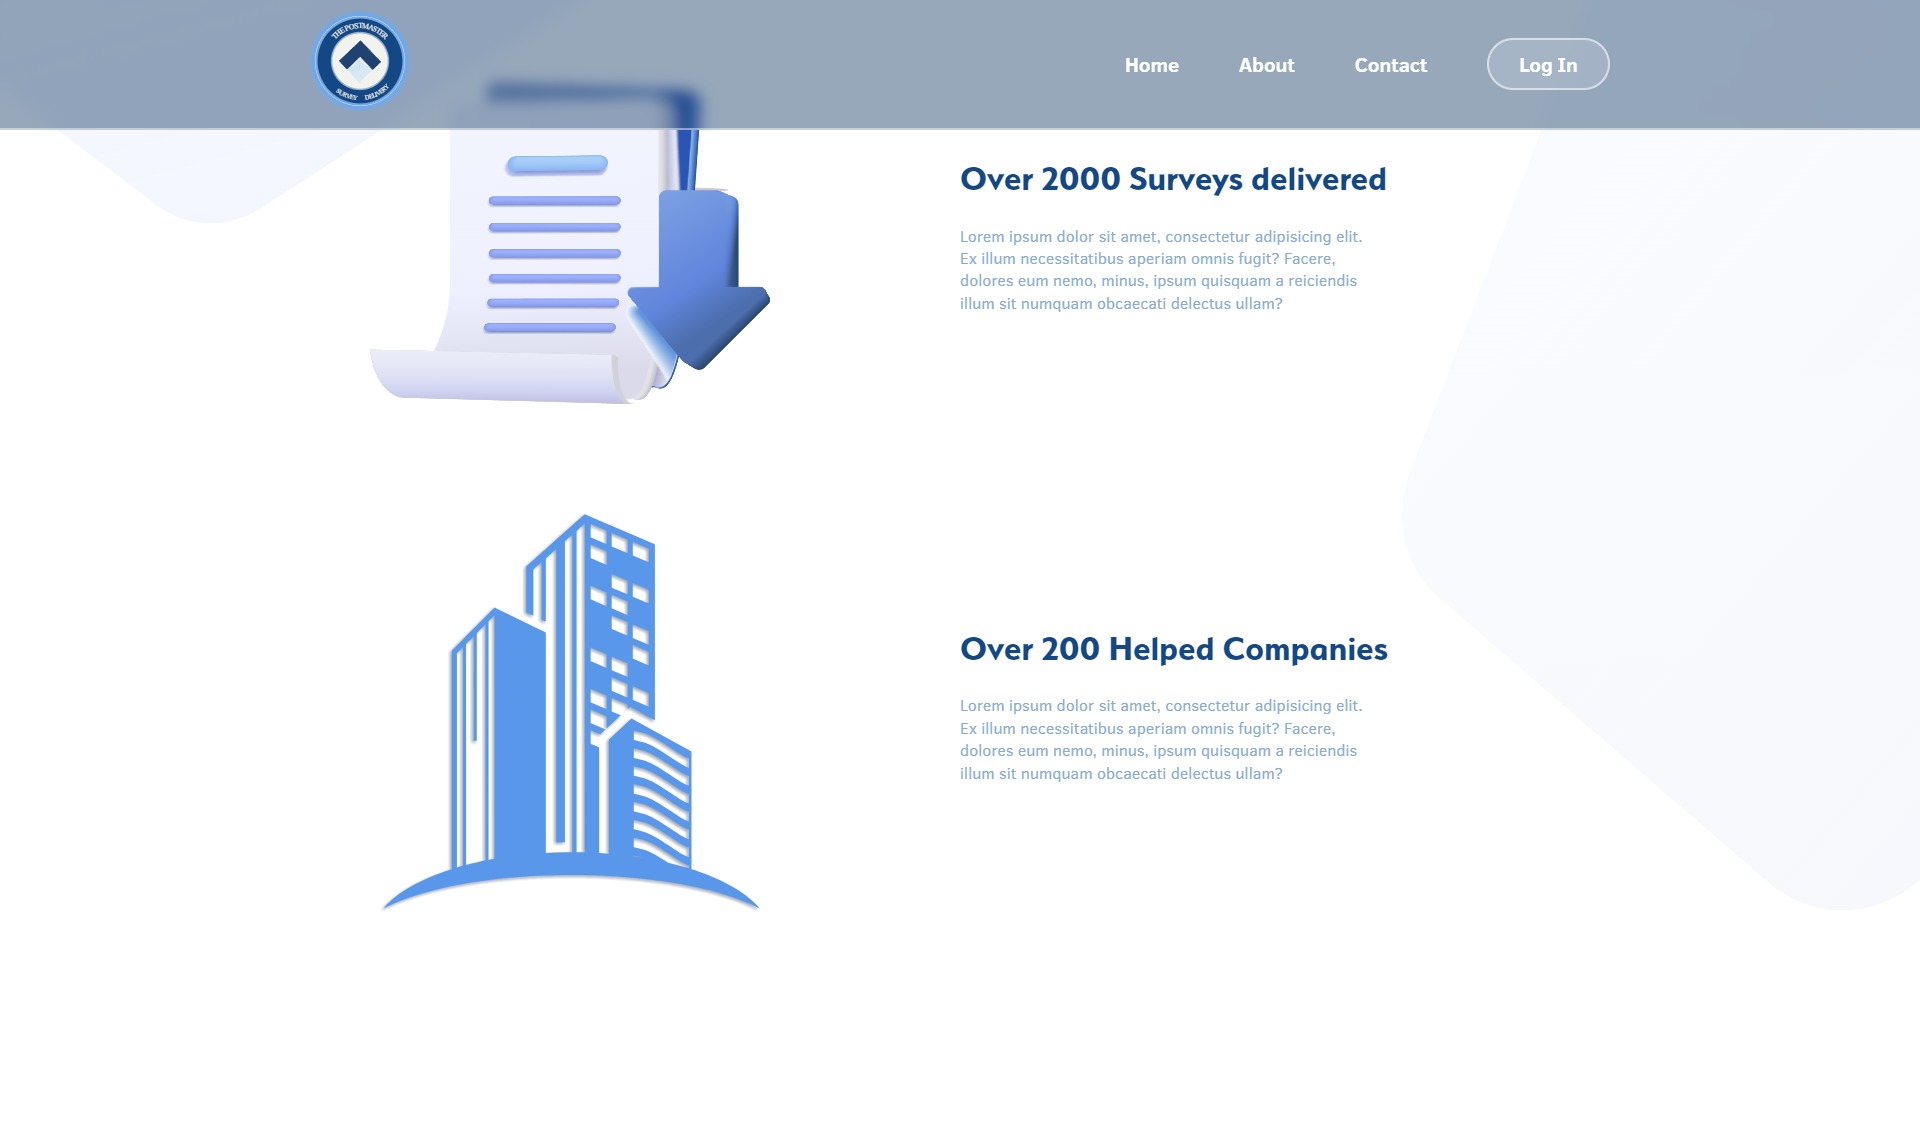 THE POSTMASTER
SURVEY DELIVERY
Home
About
Contact
Log In
Over 2000 Surveys delivered
Lorem ipsum dolor sit amet, consectetur adipisicing elit.
Ex illum necessitatibus aperiam omnis fugit? Facere,
dolores eum nemo, minus, ipsum quisquam a reiciendis
illum sit numquam obcaecati delectus ullam?
Over 200 Helped Companies
Lorem ipsum dolor sit amet, consectetur adipisicing elit.
Ex illum necessitatibus aperiam omnis fugit? Facere,
dolores eum nemo, minus, ipsum quisquam a reiciendis
illum sit numquam obcaecati delectus ullam?